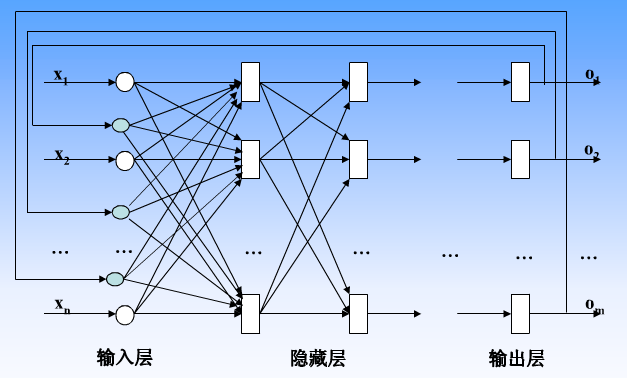 x1 o1
x2 o2
… … … … … … …
xn om
输入层 隐藏层 输出层